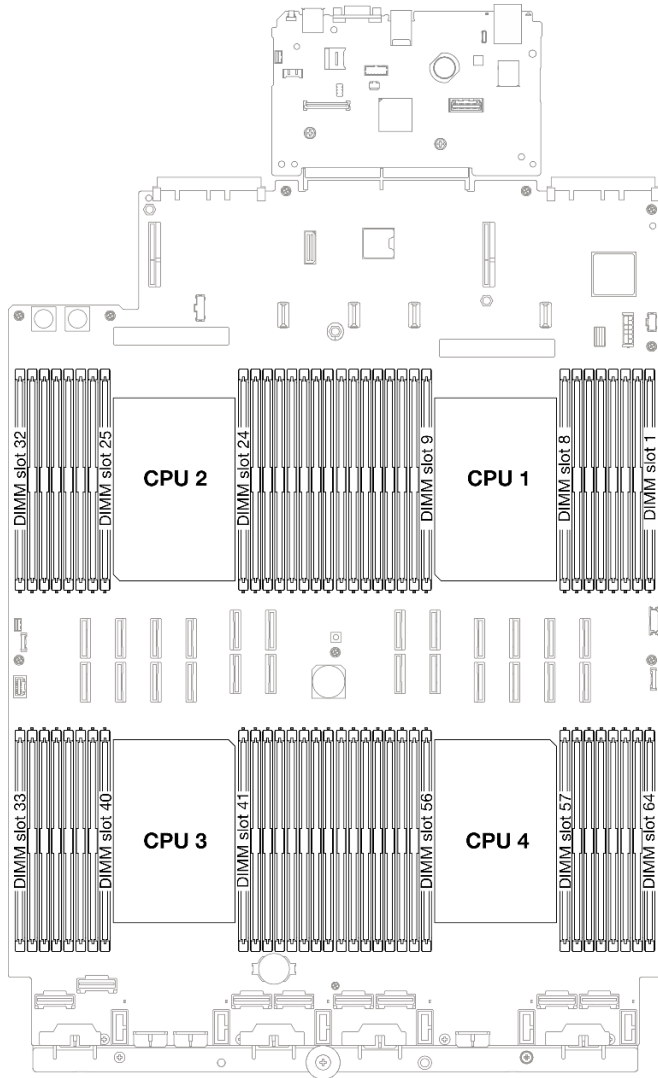 DIMM slot 32
DIMM slot 25
CPU 2
DIMM slot 24
DIMM slot 9
CPU 1
DIMM slot 8
DIMM slot 1
DIMM slot 33
DIMM slot 40
CPU 3
DIMM slot 41
DIMM slot 56
CPU 4
DIMM slot 57
DIMM slot 64